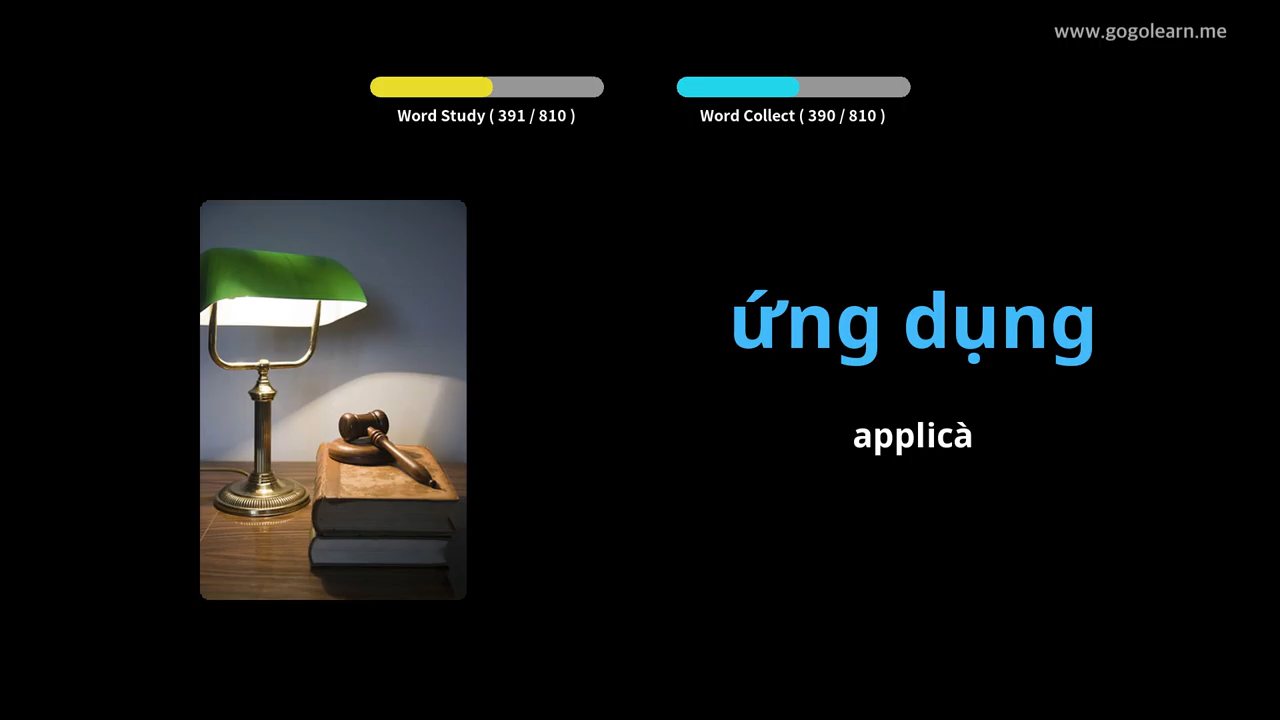 www.gogolearn.me
Word Study ( 391 / 810 )
Word Collect ( 390 / 810 )
ứng dụng
applicà